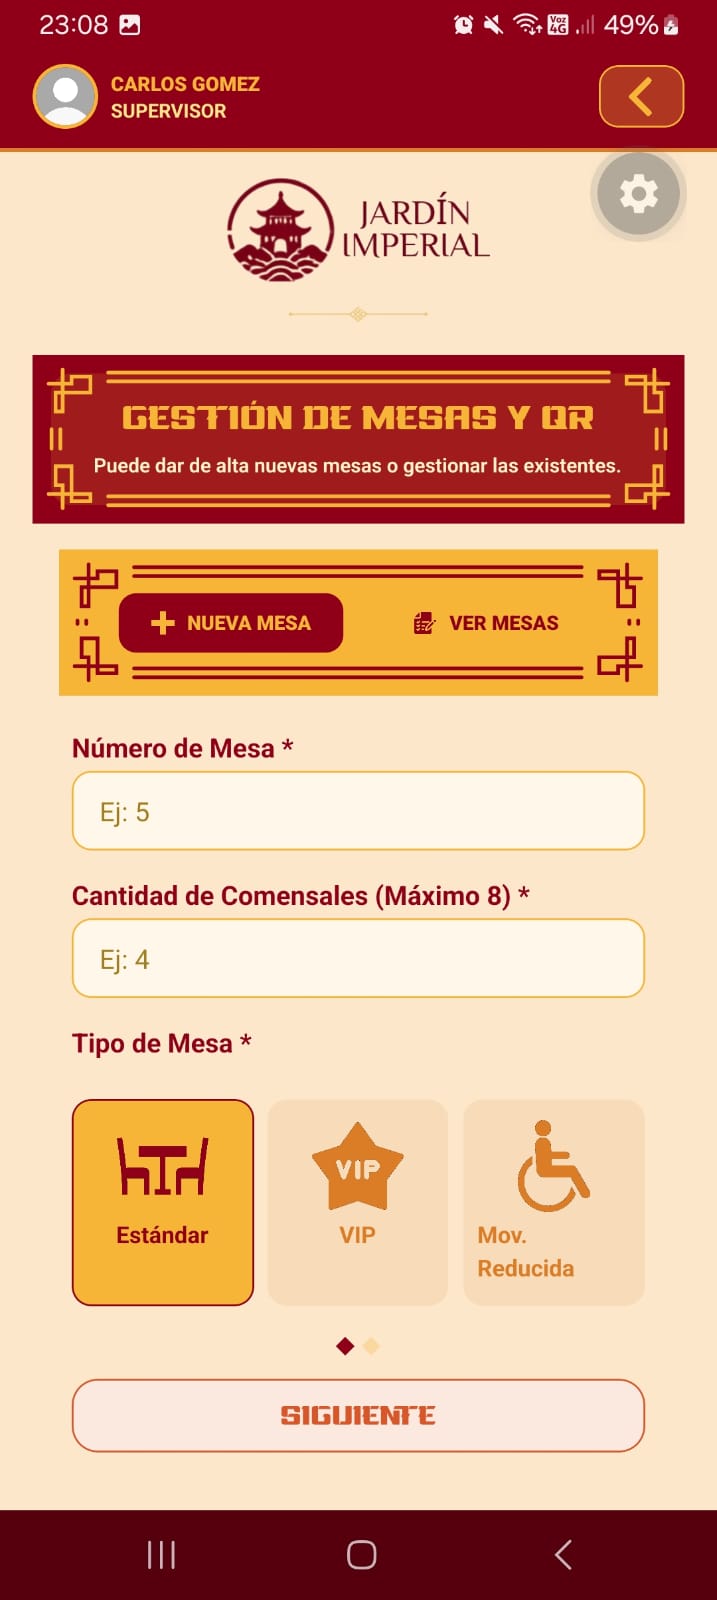 23:08
Voz 4G
49%
CARLOS GOMEZ
SUPERVISOR
JARDÍN
IMPERIAL
GESTIÓN DE MESAS Y QR
Puede dar de alta nuevas mesas o gestionar las existentes.
NUEVA MESA
VER MESAS
Número de Mesa *
Ej: 5
Cantidad de Comensales (Máximo 8) *
Ej: 4
Tipo de Mesa *
VIP
Estándar
VIP
Mov.
Reducida
SIGUIENTE